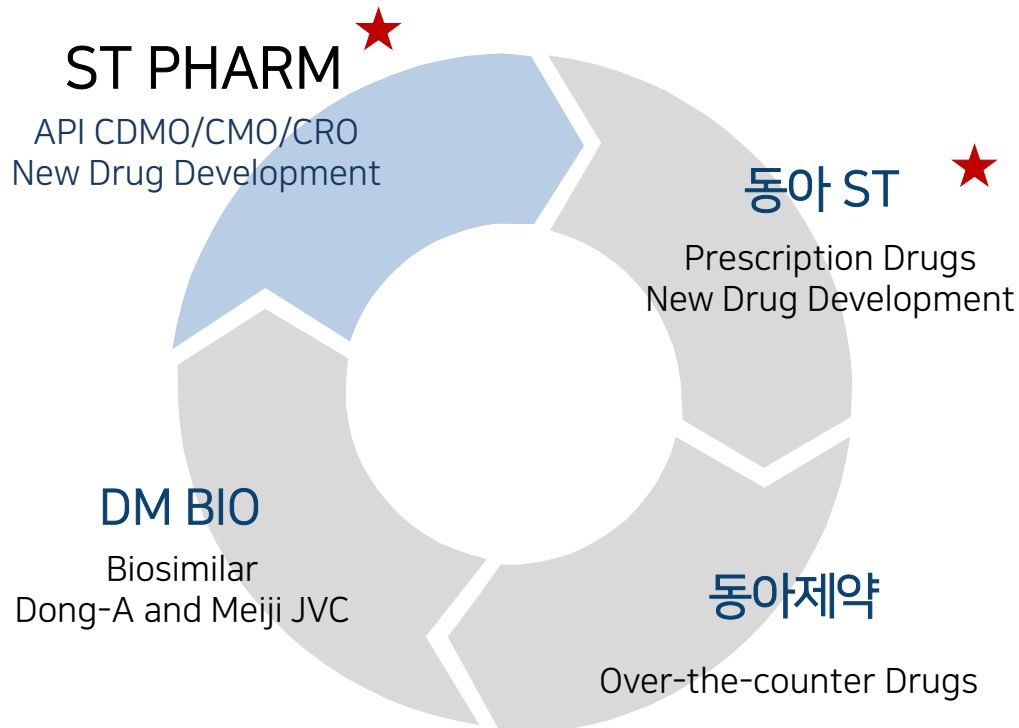 ST PHARM
API CDMO/CMO/CRO
New Drug Development
동아 ST
Prescription Drugs
New Drug Development
DM BIO
Biosimilar
Dong-A and Meiji JVC
동아제약
Over-the-counter Drugs